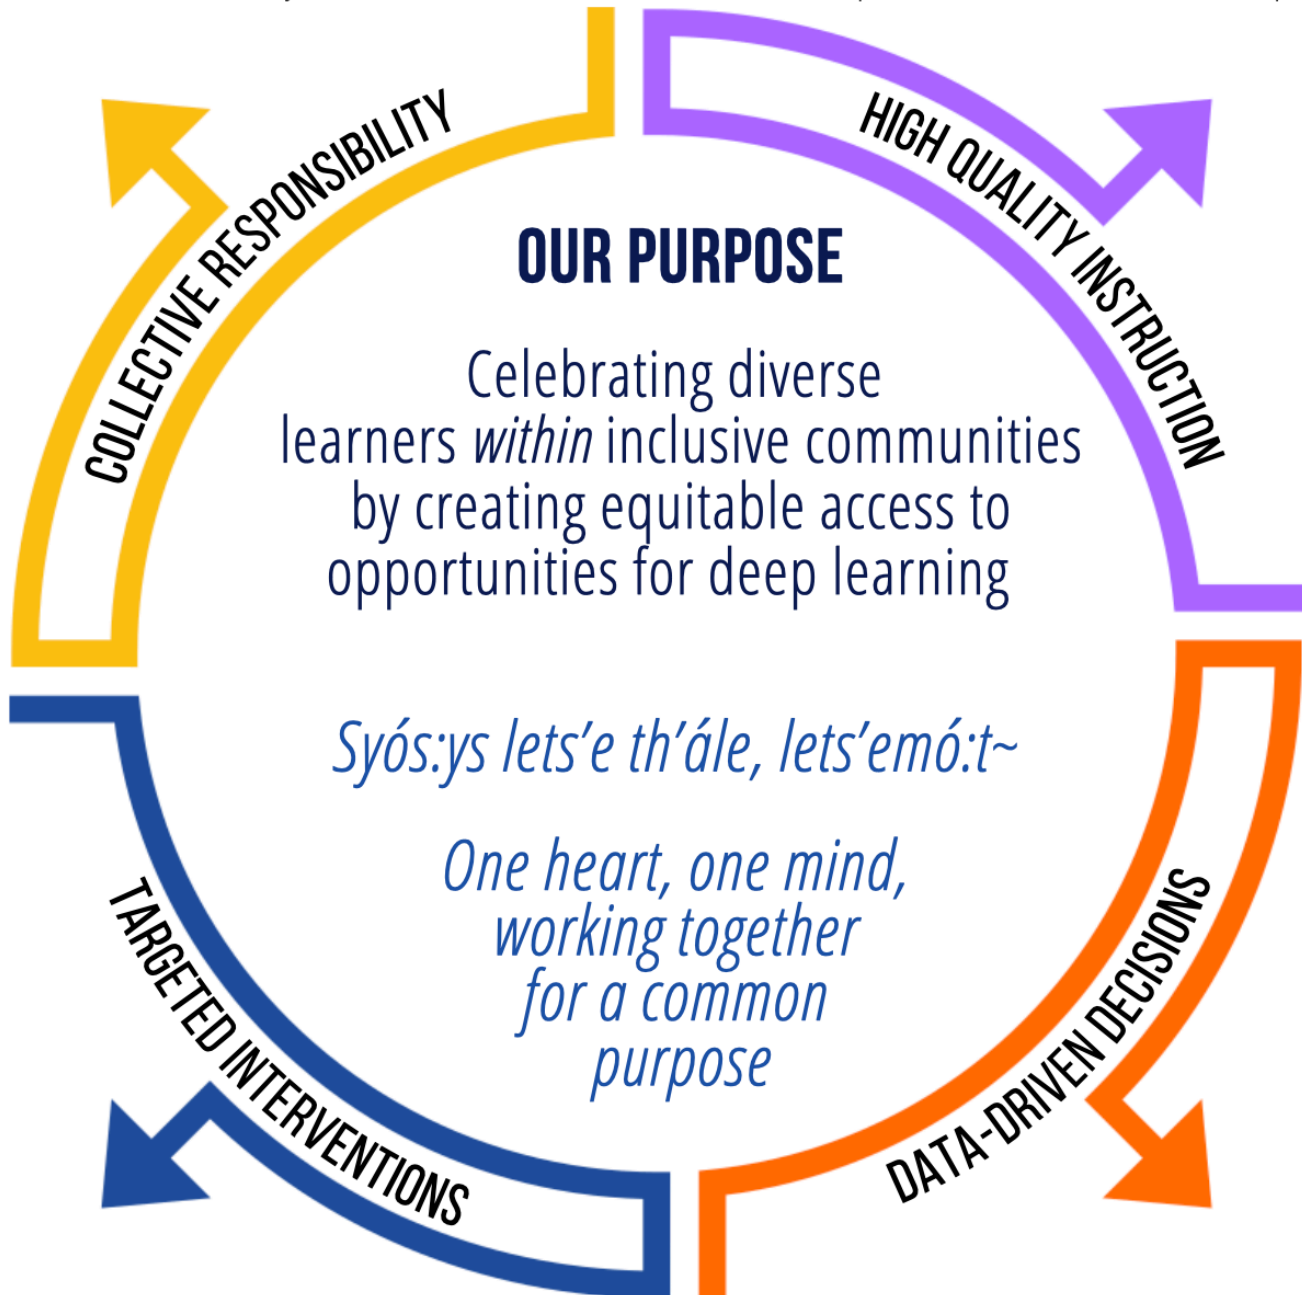 COLLECTIVE RESPONSIBILITY
HIGH QUALITY INSTRUCTION
OUR PURPOSE
Celebrating diverse
learners within inclusive communities
by creating equitable access to
opportunities for deep learning
Syós:ys lets’e th’ále, lets’emó:t~
One heart, one mind,
working together
for a common
purpose
TARGETED INTERVENTIONS
DATA-DRIVEN DECISIONS